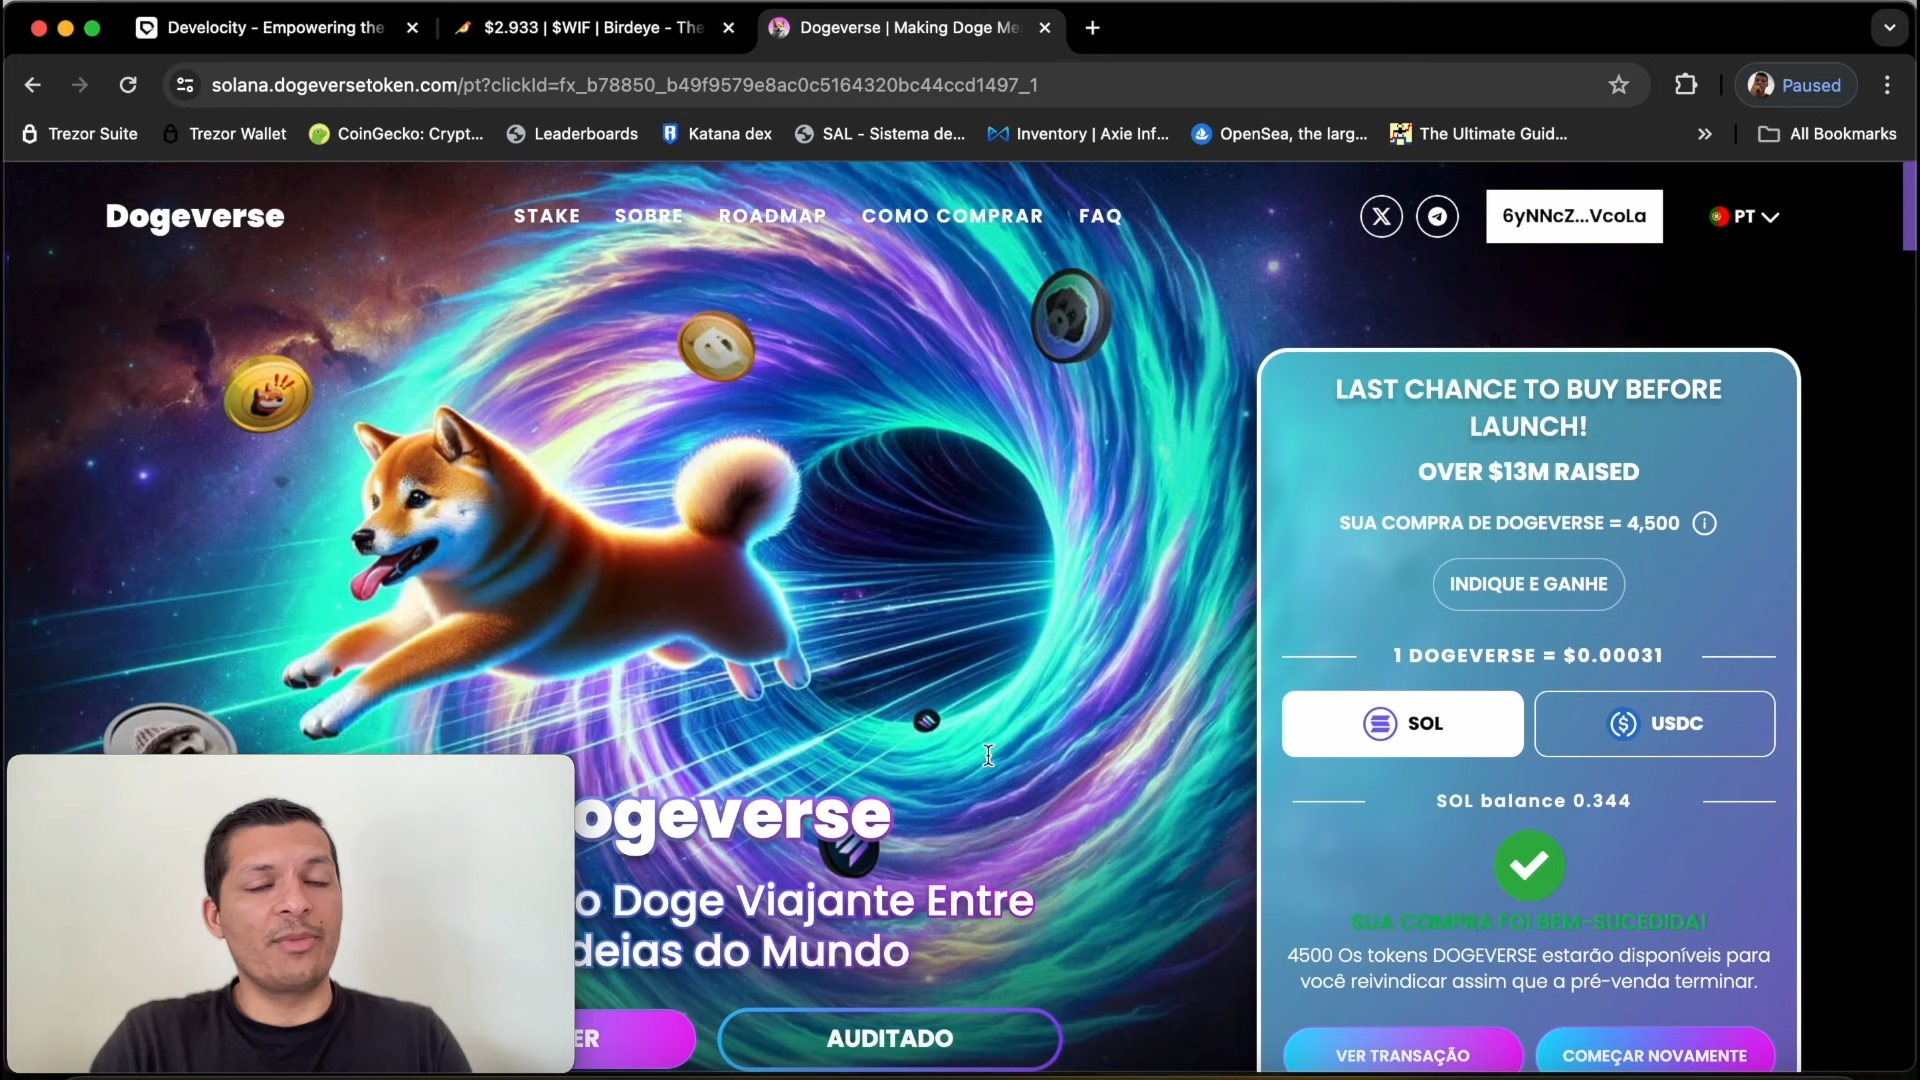 Develocity - Empowering the
$2.933 | $WIF | Birdeye - The
Dogeverse | Making Doge Me
solana.dogeversetoken.com/pt?clickId=fx_b78850_b49f9579e8ac0c5164320bc44ccd1497_1
Paused
Trezor Suite
Trezor Wallet
CoinGecko: Crypt...
Leaderboards
Katana dex
SAL - Sistema de...
Inventory | Axie Inf...
OpenSea, the larg...
The Ultimate Guid...
All Bookmarks
Dogeverse
STAKE
SOBRE
ROADMAP
COMO COMPRAR
FAQ
6yNNcZ...VcoLa
PT
LAST CHANCE TO BUY BEFORE
LAUNCH!
OVER $13M RAISED
SUA COMPRA DE DOGEVERSE = 4,500
INDIQUE E GANHE
1 DOGEVERSE = $0.00031
SOL
USDC
SOL balance 0.344
SUA COMPRA FOI BEM-SUCEDIDA!
4500 Os tokens DOGEVERSE estarão disponíveis para
você reivindicar assim que a pré-venda terminar.
VER TRANSAÇÃO
COMEÇAR NOVAMENTE
ogeverse
o Doge Viajante Entre
deias do Mundo
ER
AUDITADO